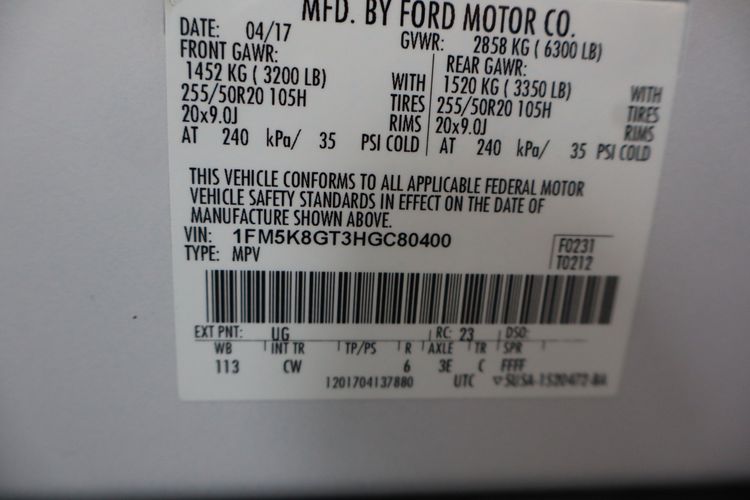 MFD. BY FORD MOTOR CO.
DATE: 04/17
GVWR: 2858 KG ( 6300 LB)
FRONT GAWR:
1452 KG ( 3200 LB) WITH
255/50R20 105H TIRES
20x9.0J RIMS
AT 240 kPa/ 35 PSI COLD
REAR GAWR:
1520 KG ( 3350 LB) WITH
255/50R20 105H TIRES
20x9.0J RIMS
AT 240 kPa/ 35 PSI COLD
THIS VEHICLE CONFORMS TO ALL APPLICABLE FEDERAL MOTOR
VEHICLE SAFETY STANDARDS IN EFFECT ON THE DATE OF
MANUFACTURE SHOWN ABOVE.
VIN: 1FM5K8GT3HGC80400
TYPE: MPV
F0231
T0212
EXT PNT: UG RC: 23 DSO:
WB INT TR TP/PS R AXLE TR SPR
113 CW 6 3E C FFFF
1201704137880 UTC SUSA-1520472-BA